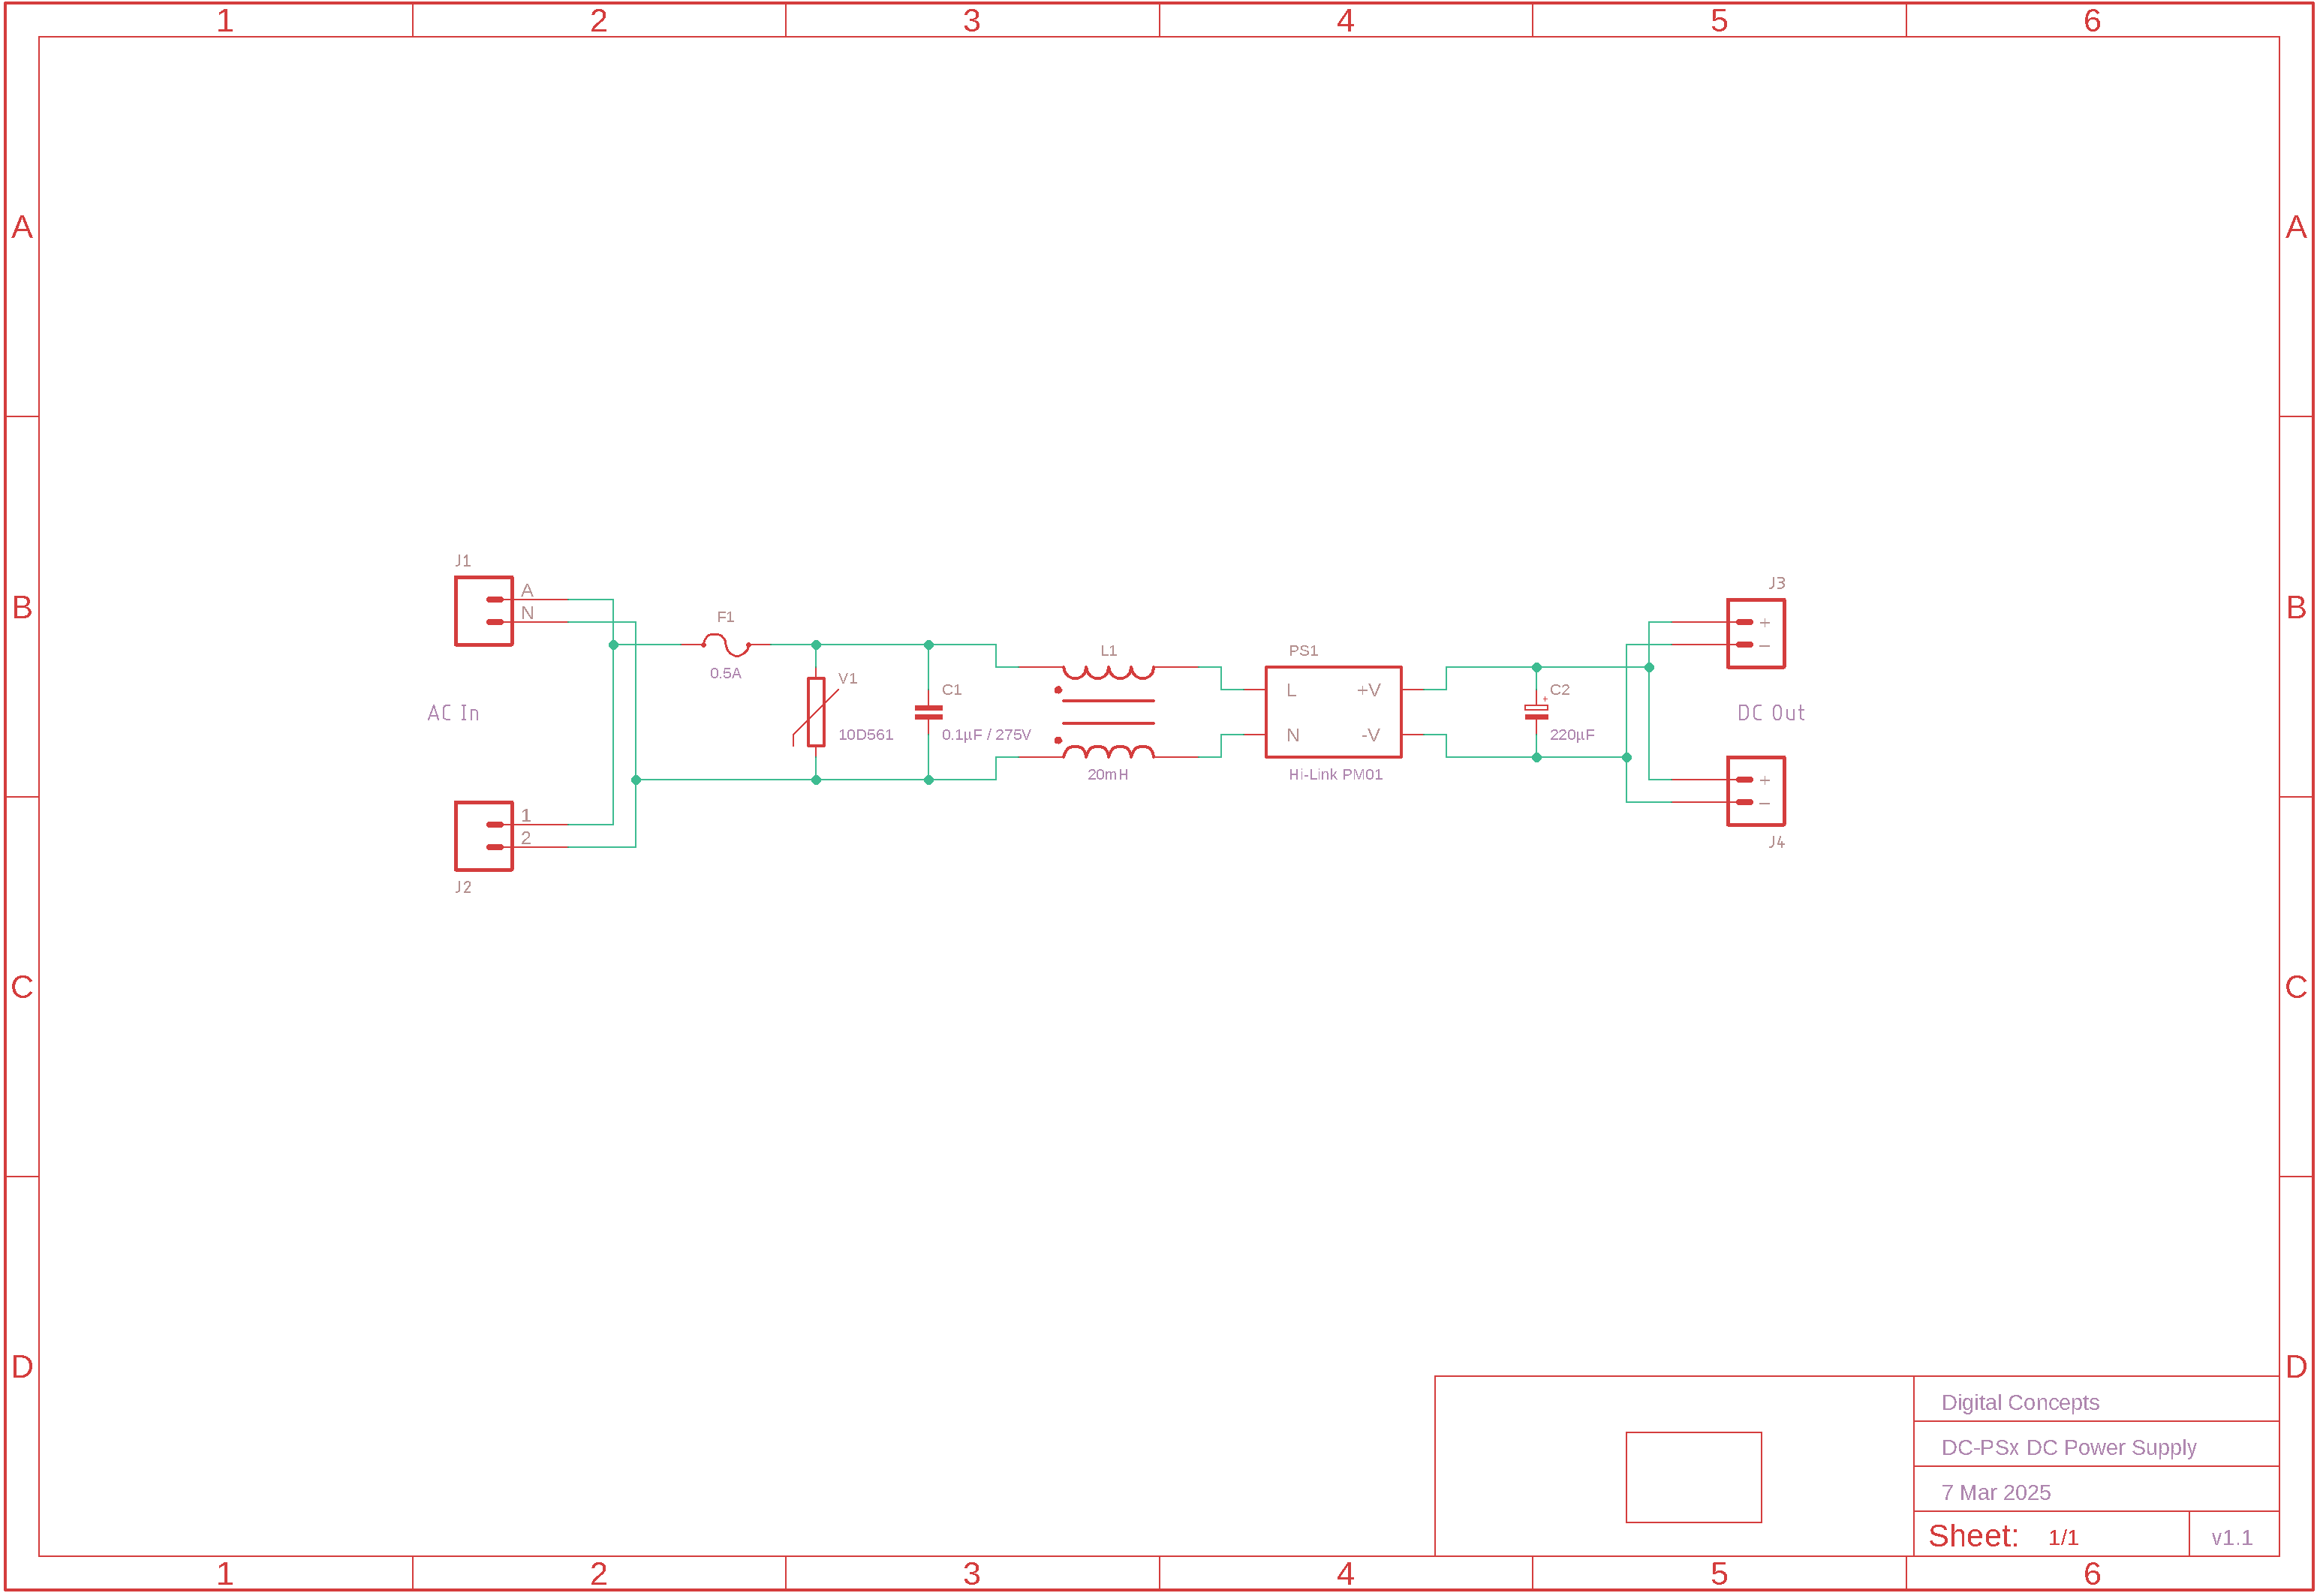 1 2 3 4 5 6
A A
J1
J3
A
B B
N
F1
+
−
L1 PS1
0.5A V1
C1 L +V C2
+
AC In DC Out
10D561 0.1µF / 275V N -V 220µF
20mH Hi-Link PM01
+
−
1
2
J4
J2
C C
D D
Digital Concepts
DC-PSx DC Power Supply
7 Mar 2025
Sheet: 1/1 v1.1
1 2 3 4 5 6